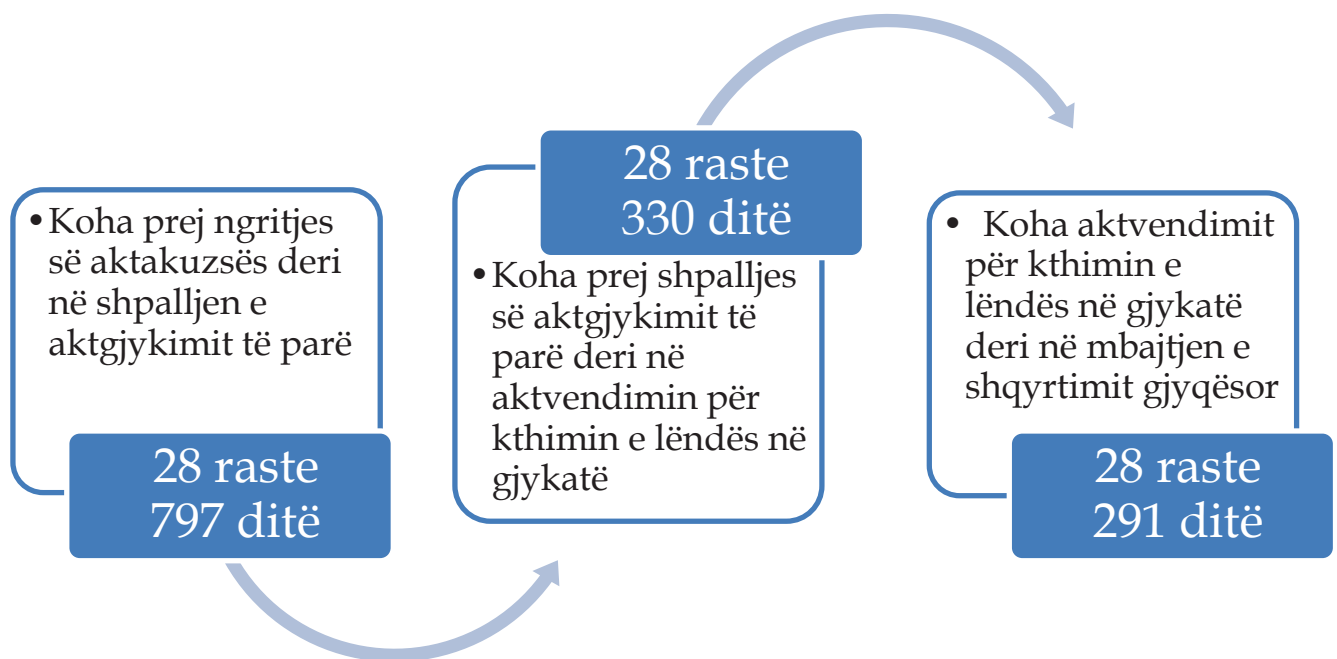 •Koha prej ngritjes
së aktakuzsës deri
në shpalljen e
aktgjykimit të parë
28 raste
797 ditë
28 raste
330 ditë
•Koha prej shpalljes
së aktgjykimit të
parë deri në
aktvendimin për
kthimin e lëndës në
gjykatë
• Koha aktvendimit
për kthimin e
lëndës në gjykatë
deri në mbajtjen e
shqyrtimit gjyqësor
28 raste
291 ditë